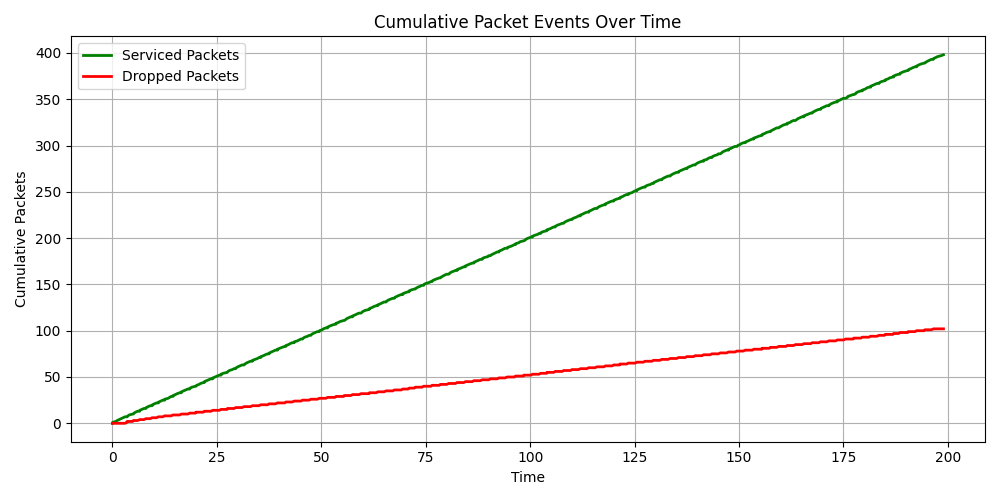 Cumulative Packet Events Over Time
Serviced Packets
Dropped Packets
Cumulative Packets
400
350
300
250
200
150
100
50
0
0 25 50 75 100 125 150 175 200
Time